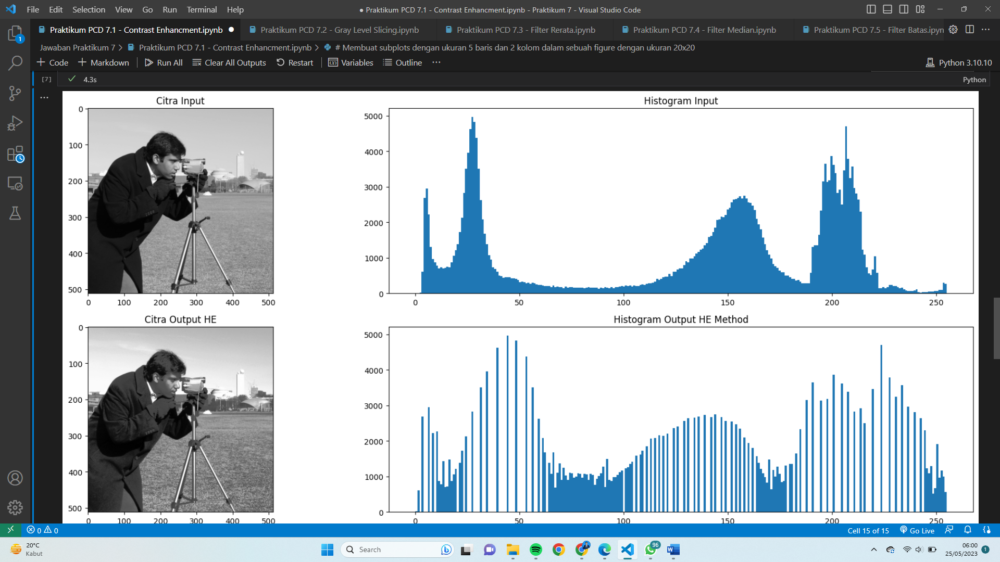 File Edit Selection View Go Run Terminal Help
● Praktikum PCD 7.1 - Contrast Enhancment.ipynb - Praktikum 7 - Visual Studio Code
Praktikum PCD 7.1 - Contrast Enhancment.ipynb ●
Praktikum PCD 7.2 - Gray Level Slicing.ipynb
Praktikum PCD 7.3 - Filter Rerata.ipynb
Praktikum PCD 7.4 - Filter Median.ipynb
Praktikum PCD 7.5 - Filter Batas.ipyn
1
Jawaban Praktikum 7 > Praktikum PCD 7.1 - Contrast Enhancment.ipynb > # Membuat subplots dengan ukuran 5 baris dan 2 kolom dalam sebuah figure dengan ukuran 20x20
+ Code + Markdown Run All Clear All Outputs Restart Variables Outline ...
Python 3.10.10
[7] 4.3s Python
...
Citra Input
0
100
200
300
400
500
0 100 200 300 400 500
Histogram Input
5000
4000
3000
2000
1000
0
0 50 100 150 200 250
Citra Output HE
0
100
200
300
400
500
0 100 200 300 400 500
Histogram Output HE Method
5000
4000
3000
2000
1000
0
0 50 100 150 200 250
0 0
Cell 15 of 15 Go Live
20°C
Kabut
Search
96
06:00
25/05/2023
1